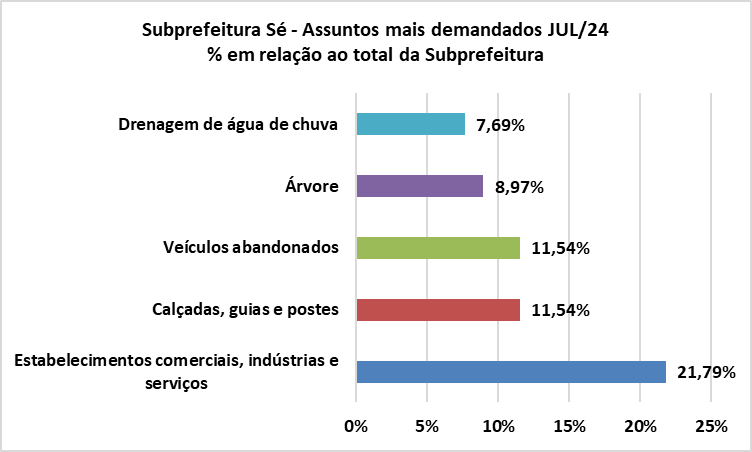 Subprefeitura Sé - Assuntos mais demandados JUL/24
% em relação ao total da Subprefeitura
Drenagem de água de chuva
7,69%
Árvore
8,97%
Veículos abandonados
11,54%
Calçadas, guias e postes
11,54%
Estabelecimentos comerciais, indústrias e
serviços
21,79%
0% 5% 10% 15% 20% 25%